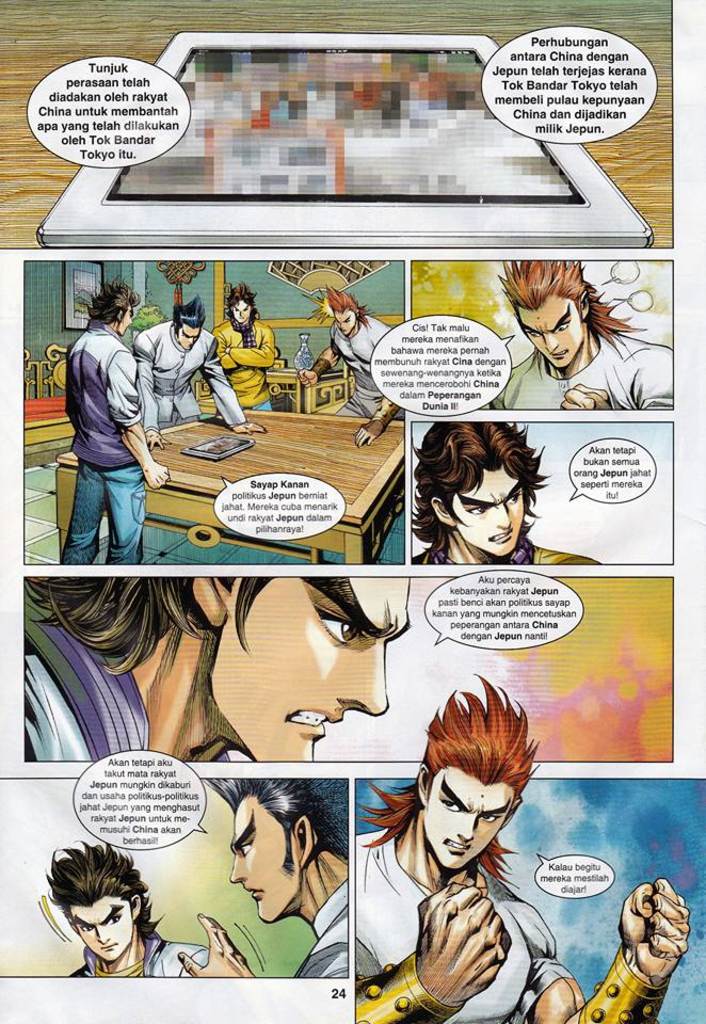 Tunjuk
perasaan telah
diadakan oleh rakyat
China untuk membantah
apa yang telah dilakukan
oleh Tok Bandar
Tokyo itu.
Perhubungan
antara China dengan
Jepun telah terjejas kerana
Tok Bandar Tokyo telah
membeli pulau kepunyaan
China dan dijadikan
milik Jepun.
Sayap Kanan
politikus Jepun berniat
jahat. Mereka cuba menarik
undi rakyat Jepun dalam
pilihanraya!
Cis! Tak malu
mereka menafikan
bahawa mereka pernah
membunuh rakyat Cina dengan
sewenang-wenangnya ketika
mereka mencerobohi China
dalam Peperangan
Dunia II!
Akan tetapi
bukan semua
orang Jepun jahat
seperti mereka
itu!
Aku percaya
kebanyakan rakyat Jepun
pasti benci akan politikus sayap
kanan yang mungkin mencetuskan
peperangan antara China
dengan Jepun nanti!
Akan tetapi aku
takut mata rakyat
Jepun mungkin dikaburi
dan usaha politikus-politikus
jahat Jepun yang menghasut
rakyat Jepun untuk me-
musuhi China akan
berhasil!
Kalau begitu
mereka mestilah
diajar!
24